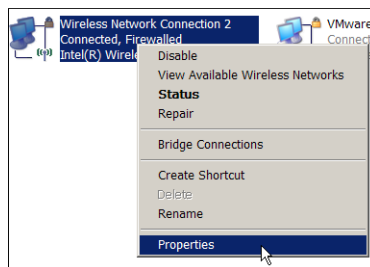 Wireless Network Connection 2
Connected, Firewalled
Intel(R) Wirele
VMware
Connect
Disable
View Available Wireless Networks
Status
Repair
Bridge Connections
Create Shortcut
Delete
Rename
Properties